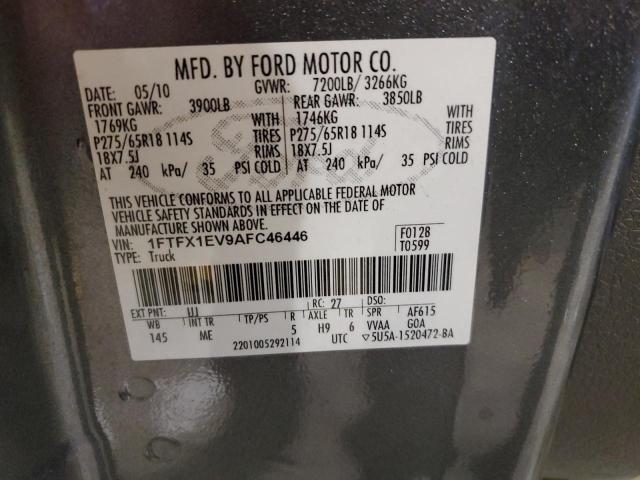 MFD. BY FORD MOTOR CO.
DATE: 05/10 GVWR: 7200LB/ 3266KG
FRONT GAWR: 3900LB REAR GAWR: 3850LB
1769KG WITH 1746KG WITH
P275/65R18 114S TIRES P275/65R18 114S TIRES
18X7.5J RIMS 18X7.5J RIMS
AT 240 kPa/ 35 PSI COLD AT 240 kPa/ 35 PSI COLD
THIS VEHICLE CONFORMS TO ALL APPLICABLE FEDERAL MOTOR
VEHICLE SAFETY STANDARDS IN EFFECT ON THE DATE OF
MANUFACTURE SHOWN ABOVE.
VIN: 1FTFX1EV9AFC46446 F0128
TYPE: Truck T0599
EXT PNT: UJ RC: 27 DSO:
WB INT TR TP/PS R AXLE TR SPR AF615
145 ME 5 H9 6 VVAA GOA
2201005292114 UTC ▽5U5A-1520472-BA
Ford